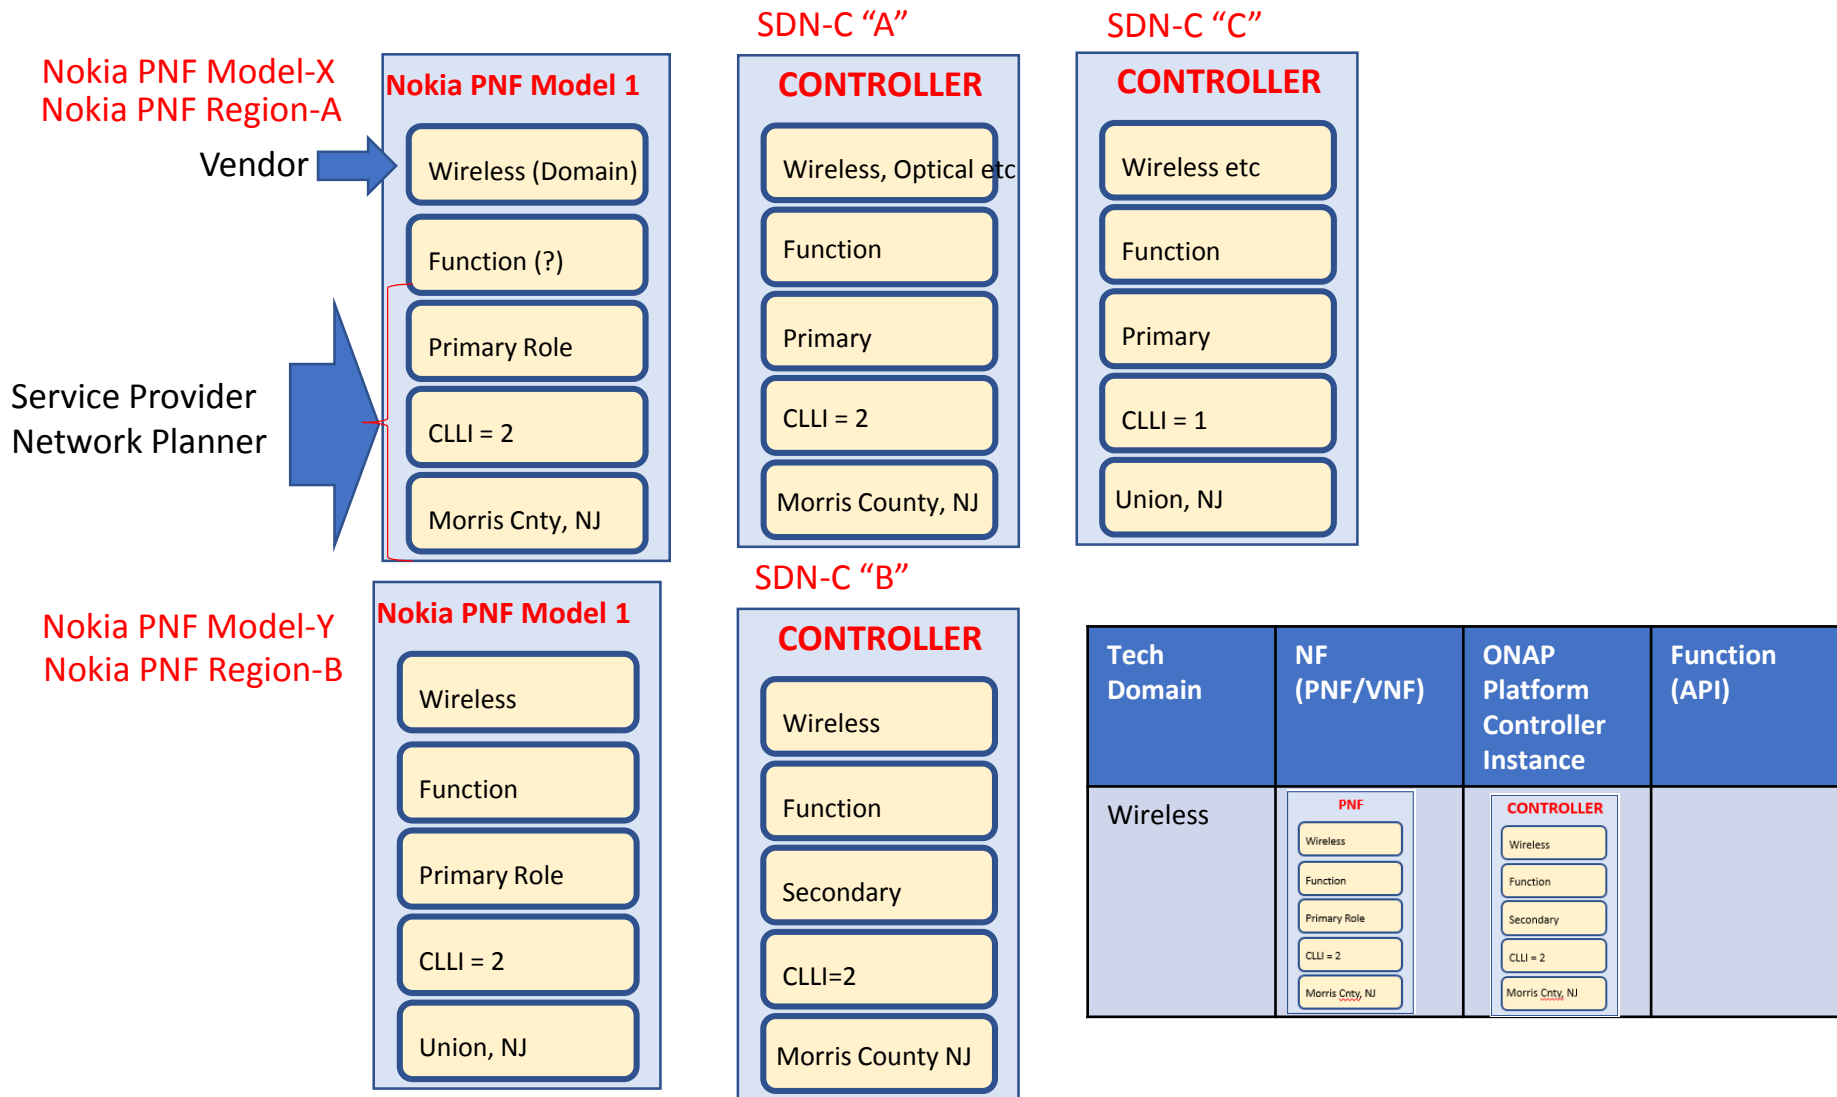 Nokia PNF Model-X
Nokia PNF Region-A
Vendor
Service Provider
Network Planner
Nokia PNF Model 1
Wireless (Domain)
Function (?)
Primary Role
CLLI = 2
Morris Cnty, NJ
SDN-C “A”
CONTROLLER
Wireless, Optical etc
Function
Primary
CLLI = 2
Morris County, NJ
SDN-C “C”
CONTROLLER
Wireless etc
Function
Primary
CLLI = 1
Union, NJ
Nokia PNF Model-Y
Nokia PNF Region-B
Nokia PNF Model 1
Wireless
Function
Primary Role
CLLI = 2
Union, NJ
SDN-C “B”
CONTROLLER
Wireless
Function
Secondary
CLLI=2
Morris County NJ
Tech
Domain
NF
(PNF/VNF)
ONAP
Platform
Controller
Instance
Function
(API)
Wireless
PNF
Wireless
Function
Primary Role
CLLI = 2
Morris Cnty, NJ
CONTROLLER
Wireless
Function
Secondary
CLLI = 2
Morris Cnty, NJ